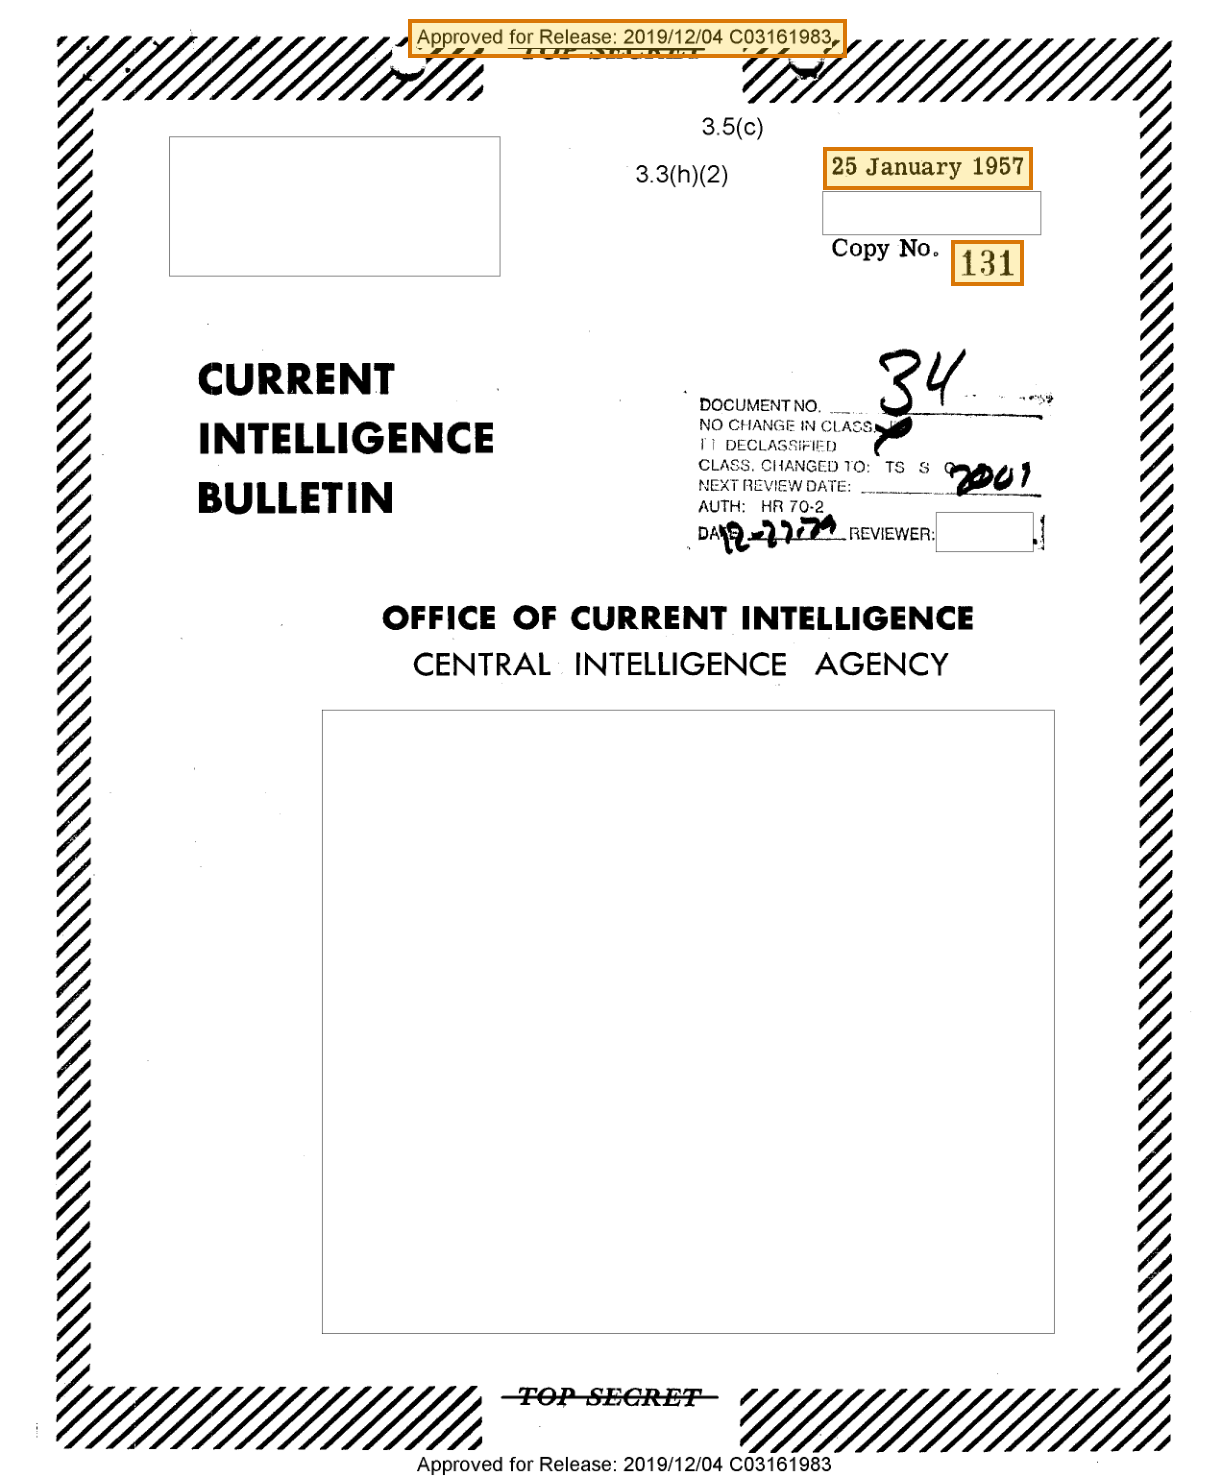 Approved for Release: 2019/12/04 C03161983
TOP SECRET
3.5(c)
3.3(h)(2)
25 January 1957
Copy No. 131
CURRENT
INTELLIGENCE
BULLETIN
DOCUMENT NO. 34
NO CHANGE IN CLASS.
DECLASSIFIED
CLASS. CHANGED TO: TS S
NEXT REVIEW DATE: 2001
AUTH: HR 70-2
REVIEWER:
OFFICE OF CURRENT INTELLIGENCE
CENTRAL INTELLIGENCE AGENCY
TOP SECRET
Approved for Release: 2019/12/04 C03161983